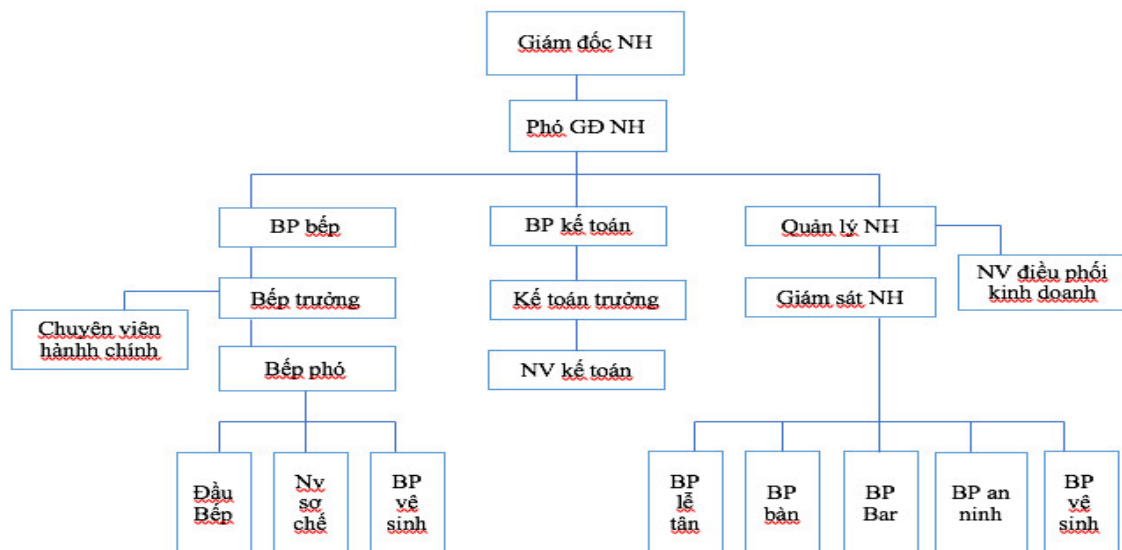 Giám đốc NH
Phó GĐ NH
BP bếp
BP kế toán
Quản lý NH
NV điều phối
kinh doanh
Bếp trưởng
Kế toán trưởng
Giám sát NH
Chuyên viên
hànhh chính
Bếp phó
NV kế toán
Đầu
Bếp
Nv
sơ
chế
BP
vệ
sinh
BP
lễ
tân
BP
bàn
BP
Bar
BP an
ninh
BP
vệ
sinh